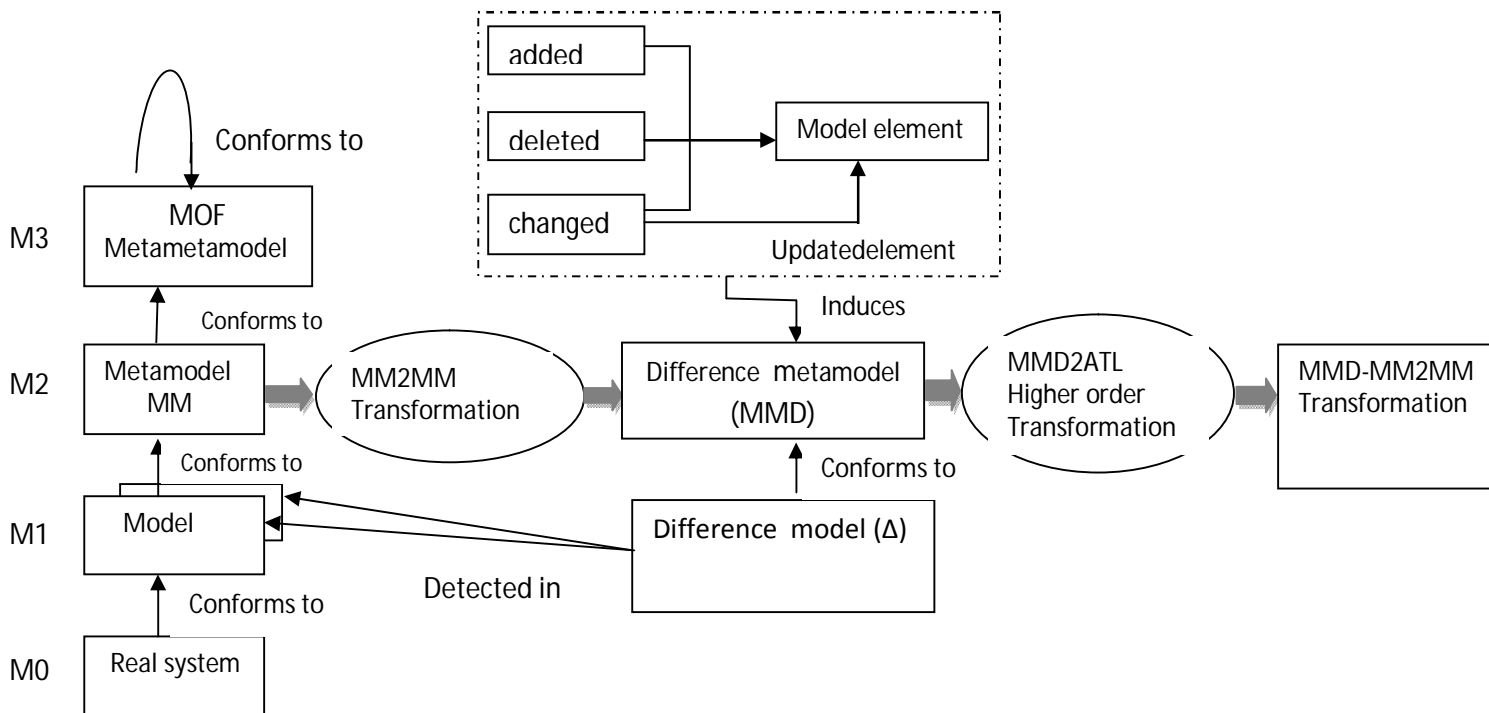 added
deleted
changed
Model element
Updatedelement
Conforms to
M3
MOF
Metametamodel
Conforms to
Induces
M2
Metamodel
MM
MM2MM
Transformation
Difference metamodel
(MMD)
MMD2ATL
Higher order
Transformation
MMD-MM2MM
Transformation
Conforms to
Conforms to
M1
Model
Difference model (Δ)
Detected in
Conforms to
M0
Real system